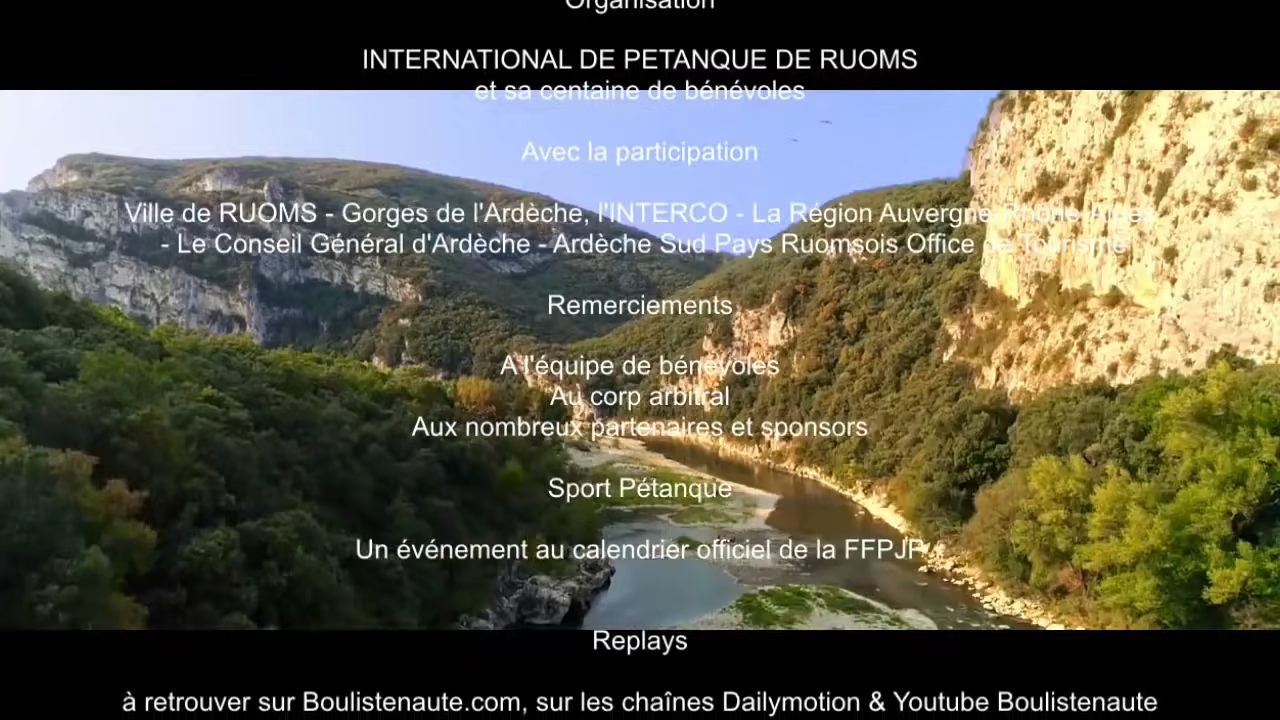 Organisation
INTERNATIONAL DE PETANQUE DE RUOMS
et sa centaine de bénévoles
Avec la participation
Ville de RUOMS - Gorges de l'Ardèche, l'INTERCO - La Région Auvergne Rhône Alpes
- Le Conseil Général d'Ardèche - Ardèche Sud Pays Ruomsois Office de Tourisme
Remerciements
A l'équipe de bénévoles
Au corp arbitral
Aux nombreux partenaires et sponsors
Sport Pétanque
Un événement au calendrier officiel de la FFPJP
Replays
à retrouver sur Boulistenaute.com, sur les chaînes Dailymotion & Youtube Boulistenaute